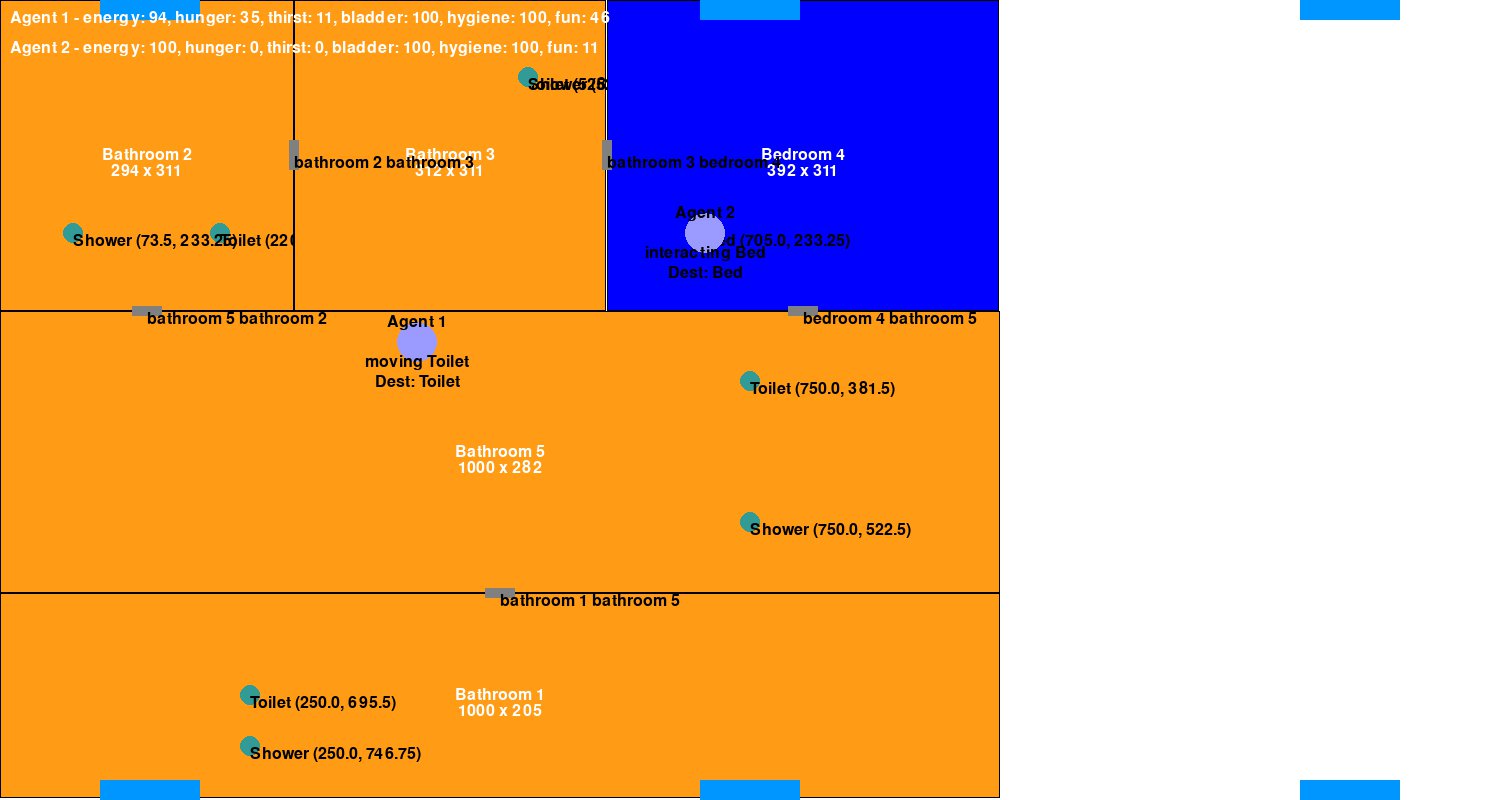 Agent 1 - energy: 94, hunger: 35, thirst: 11, bladder: 100, hygiene: 100, fun: 46
Agent 2 - energy: 100, hunger: 0, thirst: 0, bladder: 100, hygiene: 100, fun: 11
Bathroom 2
294 x 311
bathroom 2 bathroom 3
Bathroom 3
312 x 311
bathroom 3 bedroom 4
Bedroom 4
392 x 311
Shower (73.5, 233.25)
Toilet (220
Agent 2
(705.0, 233.25)
interacting Bed
Dest: Bed
bathroom 5 bathroom 2
Agent 1
bedroom 4 bathroom 5
moving Toilet
Dest: Toilet
Toilet (750.0, 381.5)
Bathroom 5
1000 x 282
Shower (750.0, 522.5)
bathroom 1 bathroom 5
Toilet (250.0, 695.5)
Bathroom 1
1000 x 205
Shower (250.0, 746.75)